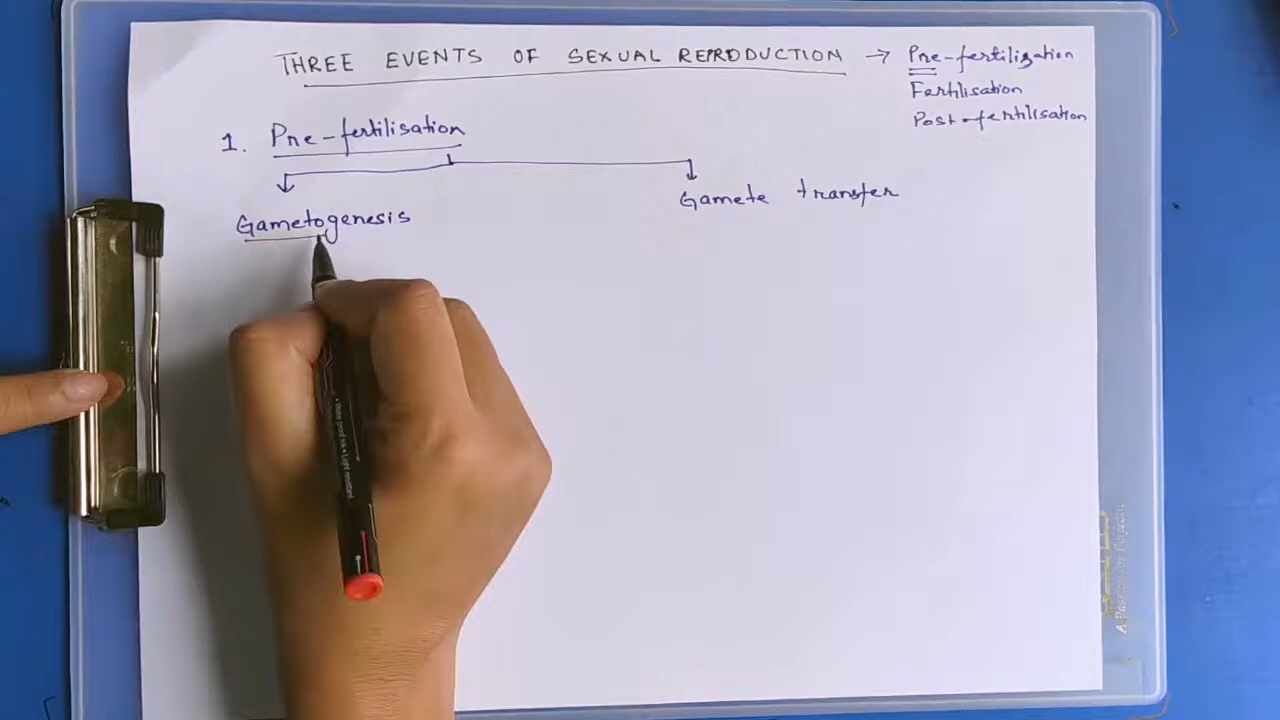 THREE EVENTS OF SEXUAL REPRODUCTION → Pre-fertilization
Fertilisation
Post-fertilisation
1. Pre-fertilisation
Gametogenesis
Gamete transfer